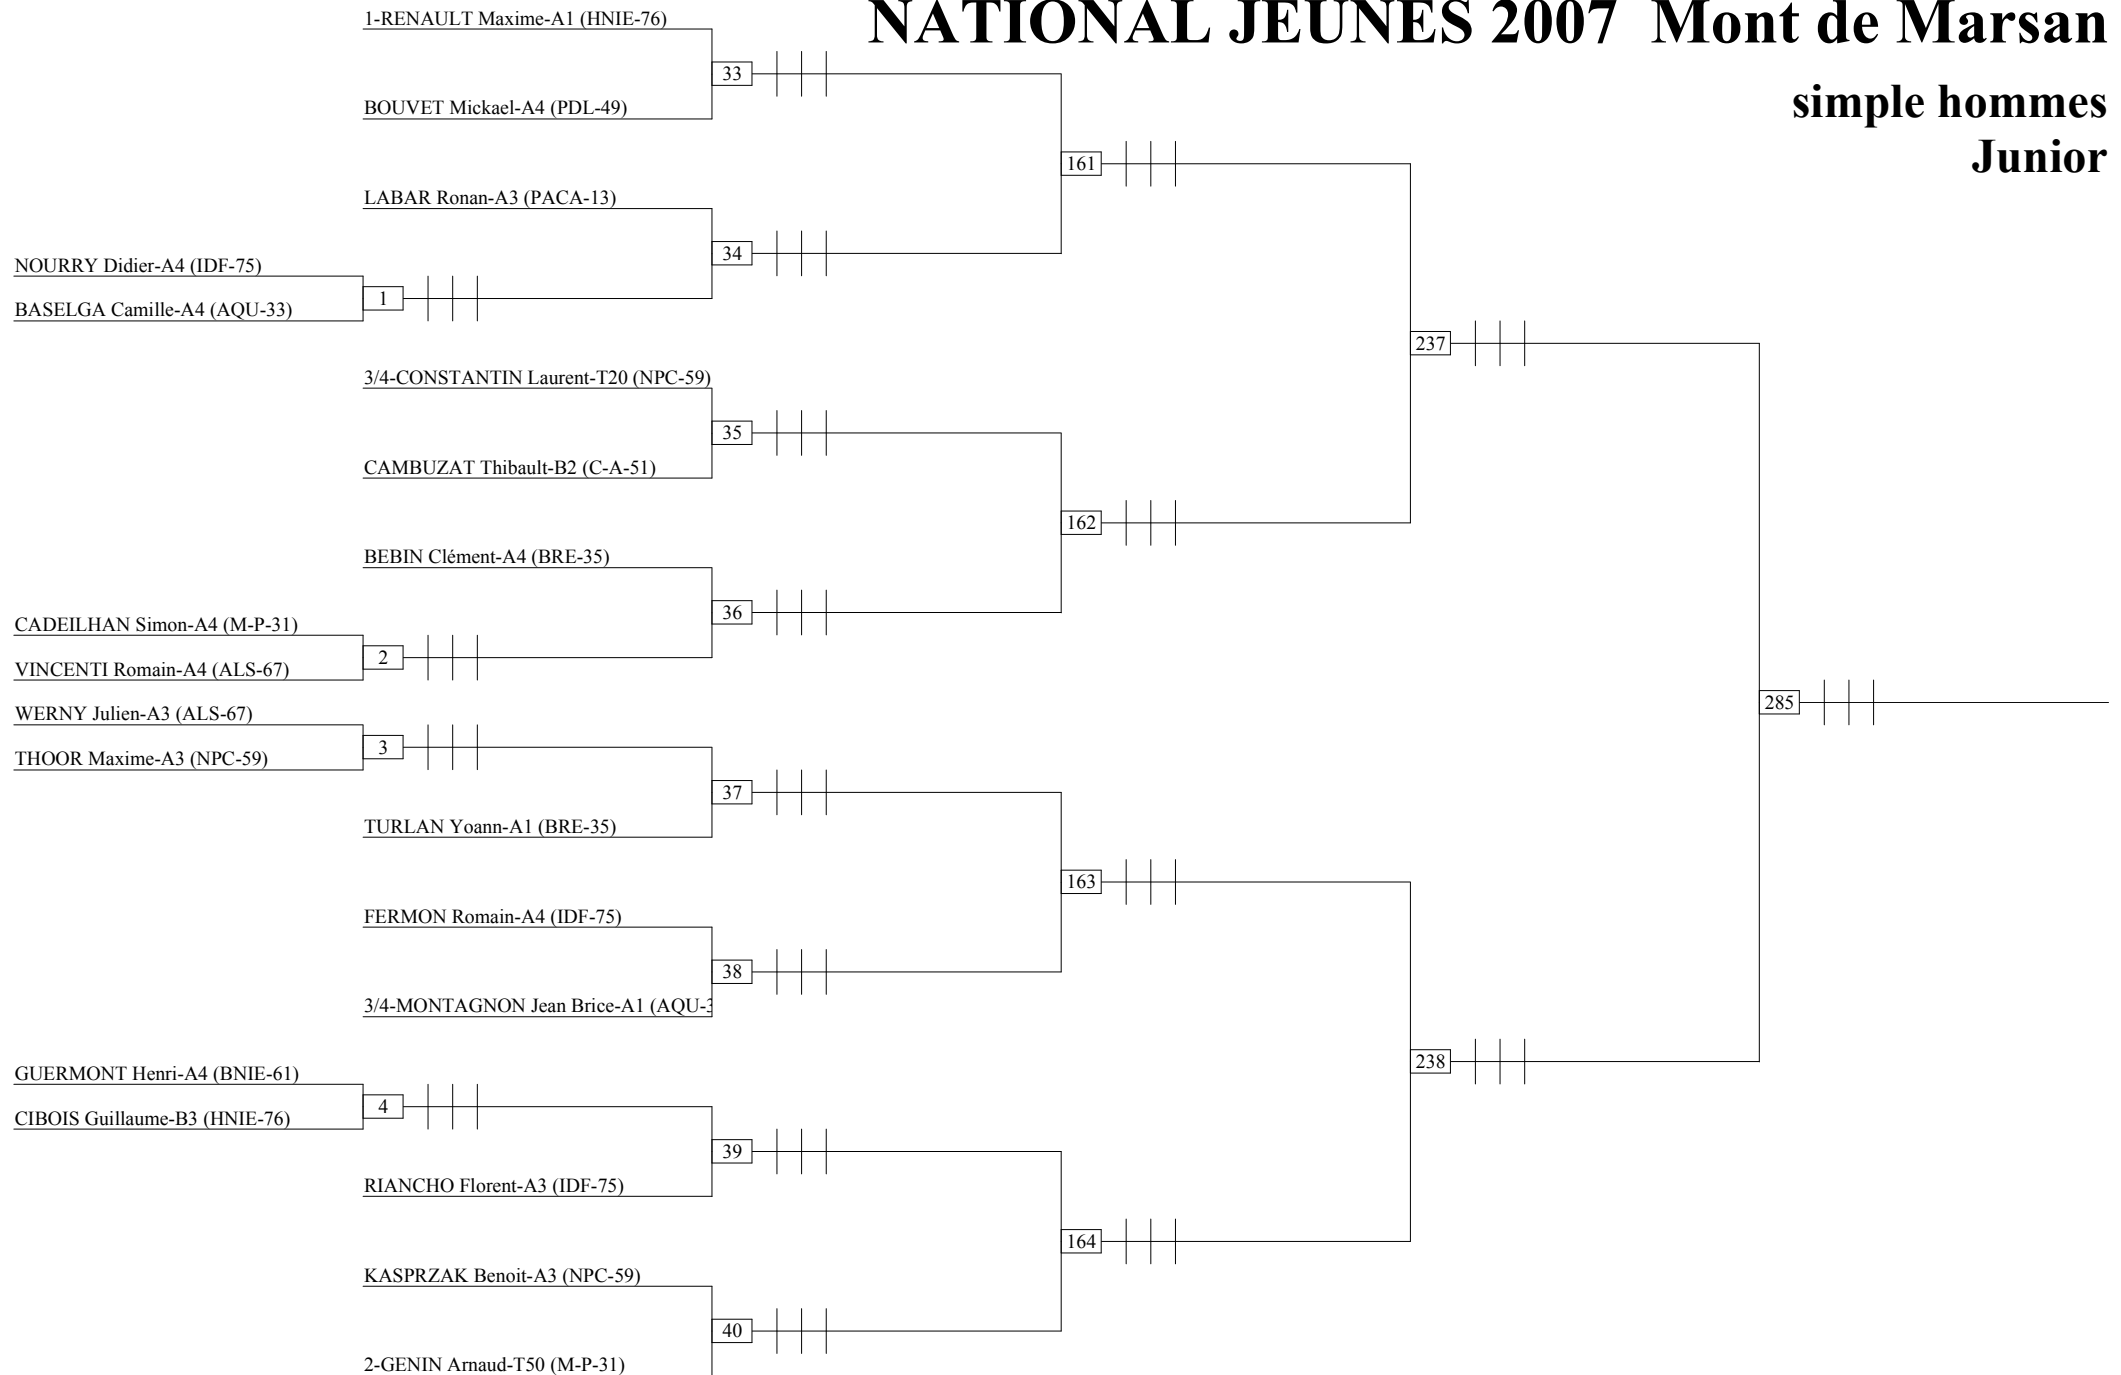 NATIONAL JEUNES 2007 Mont de Marsan
simple hommes
Junior
1-RENAULT Maxime-A1 (HNIE-76)
33
BOUVET Mickael-A4 (PDL-49)
161
LABAR Ronan-A3 (PACA-13)
34
NOURRY Didier-A4 (IDF-75)
1
BASELGA Camille-A4 (AQU-33)
237
3/4-CONSTANTIN Laurent-T20 (NPC-59)
35
CAMBUZAT Thibault-B2 (C-A-51)
162
BEBIN Clément-A4 (BRE-35)
36
CADEILHAN Simon-A4 (M-P-31)
2
VINCENTI Romain-A4 (ALS-67)
285
WERNY Julien-A3 (ALS-67)
3
THOOR Maxime-A3 (NPC-59)
37
TURLAN Yoann-A1 (BRE-35)
163
FERMON Romain-A4 (IDF-75)
38
3/4-MONTAGNON Jean Brice-A1 (AQU-3
238
GUERMONT Henri-A4 (BNIE-61)
4
CIBOIS Guillaume-B3 (HNIE-76)
39
RIANCHO Florent-A3 (IDF-75)
164
KASPRZAK Benoit-A3 (NPC-59)
40
2-GENIN Arnaud-T50 (M-P-31)